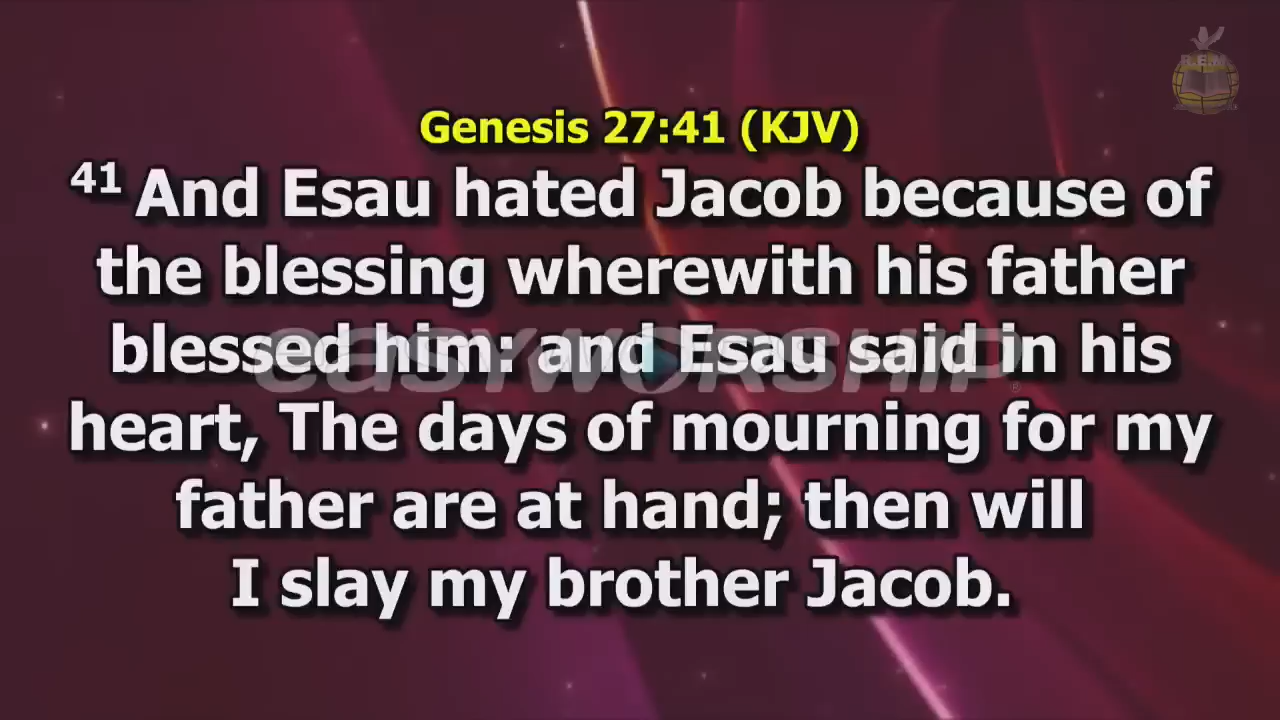 R.E.M
Genesis 27:41 (KJV)
41 And Esau hated Jacob because of
the blessing wherewith his father
blessed him: and Esau said in his
heart, The days of mourning for my
father are at hand; then will
I slay my brother Jacob.
easyworship®